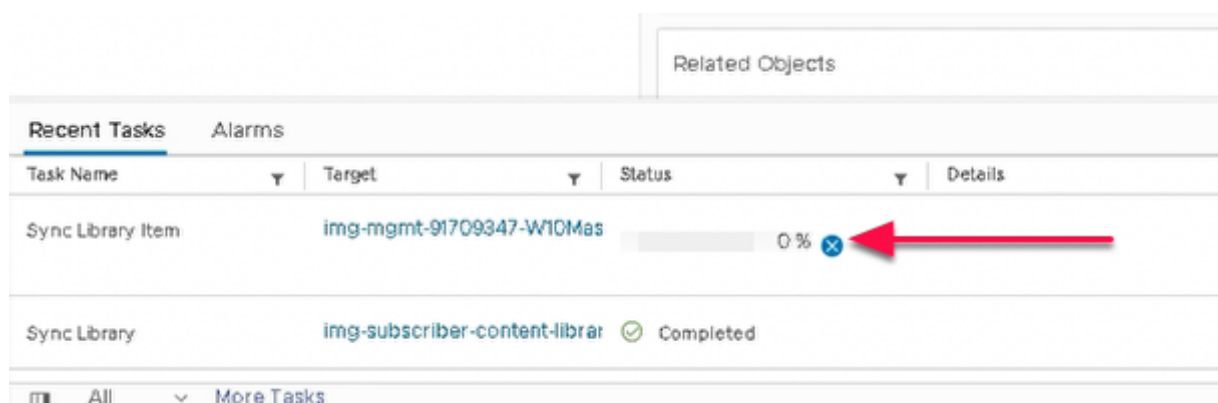 Related Objects
Recent Tasks Alarms
Task Name Target Status Details
Sync Library Item img-mgmt-91709347-W10Mas 0 %
Sync Library img-subscriber-content-librar Completed
All More Tasks